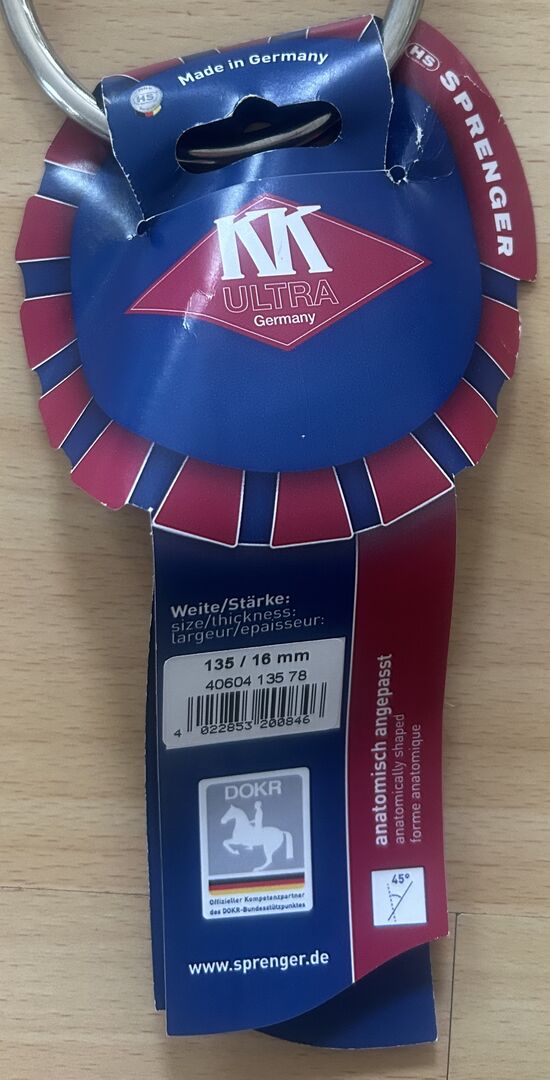 Made in Germany
HS
HS SPRENGER
KK
ULTRA
Germany
Weite/Stärke:
size/thickness:
largeur/epaisseur:
135 / 16 mm
40604 135 78
4 022853 200846
DOKR
Offizieller Kompetenzpartner
des DOKR-Bundesstützpunktes
www.sprenger.de
anatomisch angepasst
anatomically shaped
forme anatomique
45°